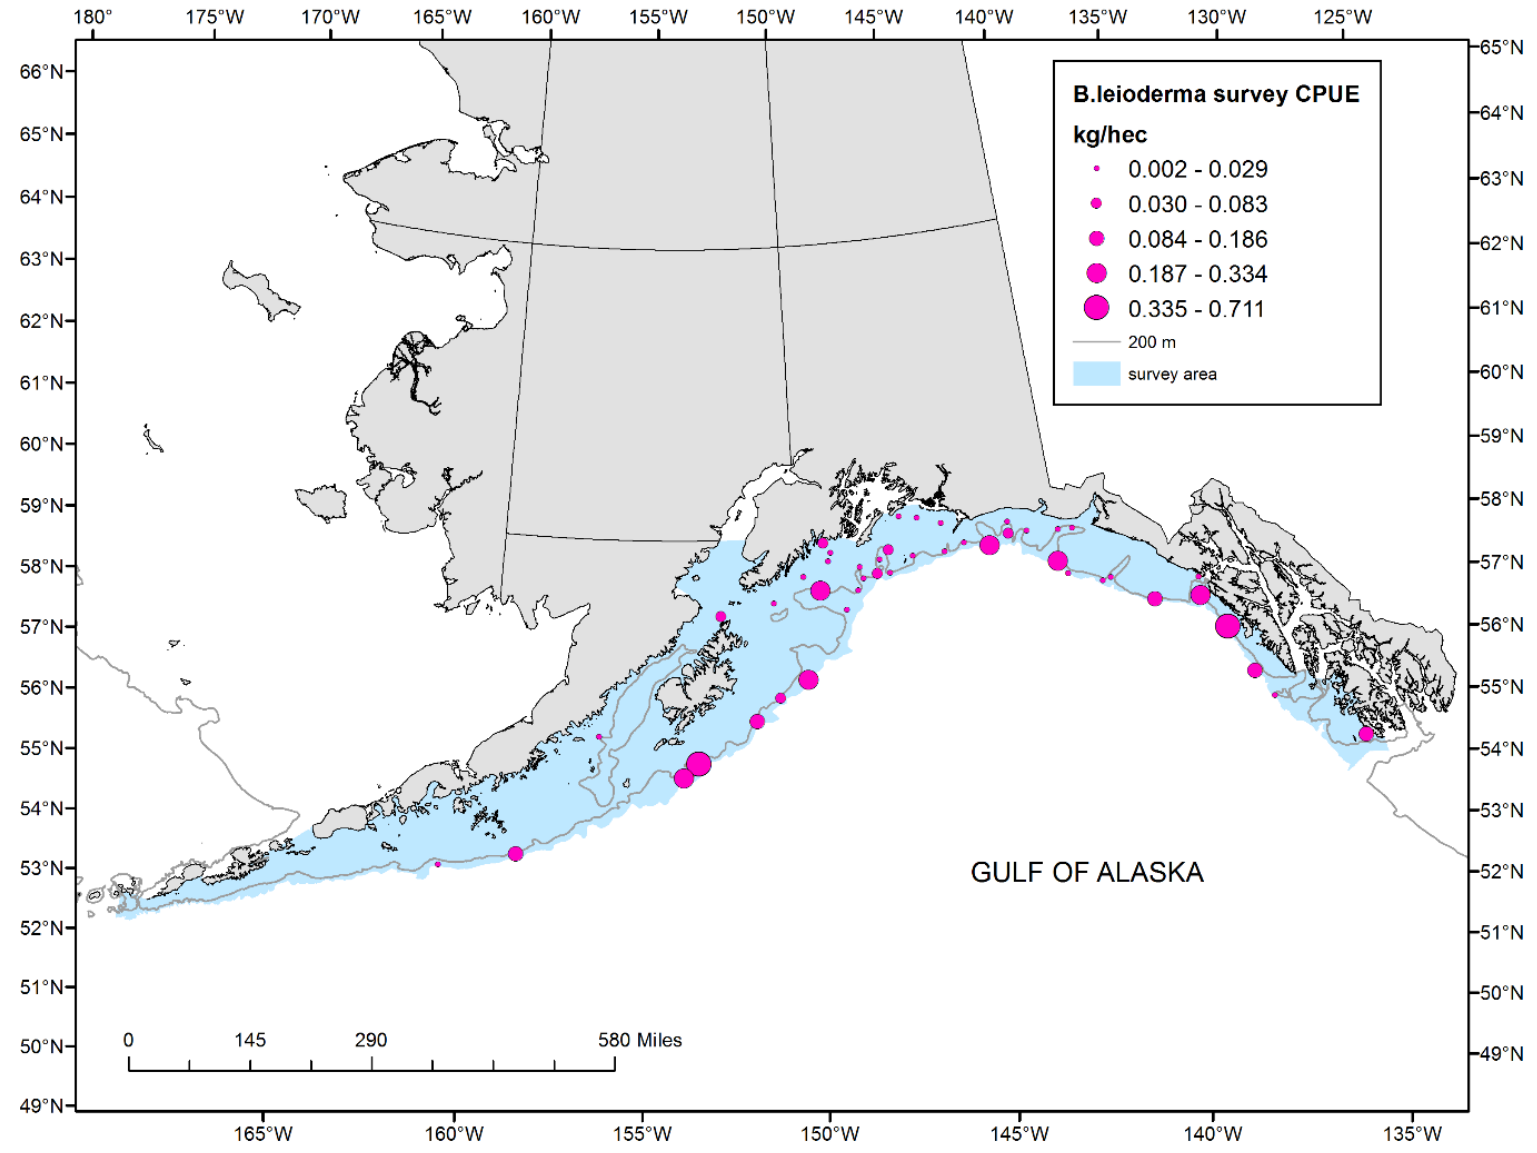 180° 175°W 170°W 165°W 160°W 155°W 150°W 145°W 140°W 135°W 130°W 125°W
66°N
65°N
64°N
63°N
62°N
61°N
60°N
59°N
58°N
57°N
56°N
55°N
54°N
53°N
52°N
51°N
50°N
49°N
B.leioderma survey CPUE
kg/hec
0.002 - 0.029
0.030 - 0.083
0.084 - 0.186
0.187 - 0.334
0.335 - 0.711
200 m
survey area
65°N
64°N
63°N
62°N
61°N
60°N
59°N
58°N
57°N
56°N
55°N
54°N
53°N
52°N
51°N
50°N
49°N
GULF OF ALASKA
0 145 290 580 Miles
165°W 160°W 155°W 150°W 145°W 140°W 135°W